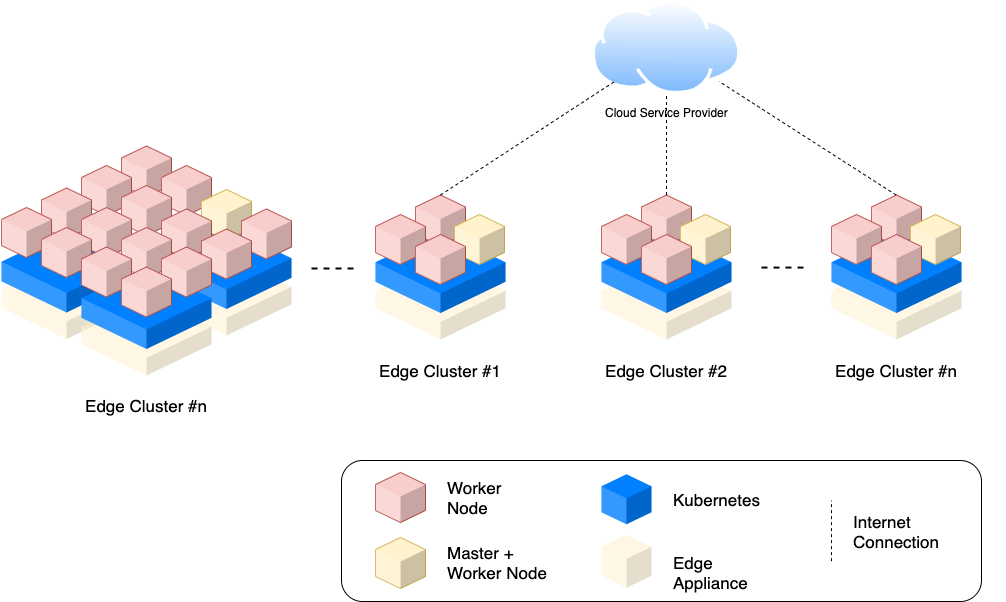 Cloud Service Provider
Edge Cluster #1
Edge Cluster #2
Edge Cluster #n
Edge Cluster #n
Worker
Node
Kubernetes
Internet
Connection
Master +
Worker Node
Edge
Appliance